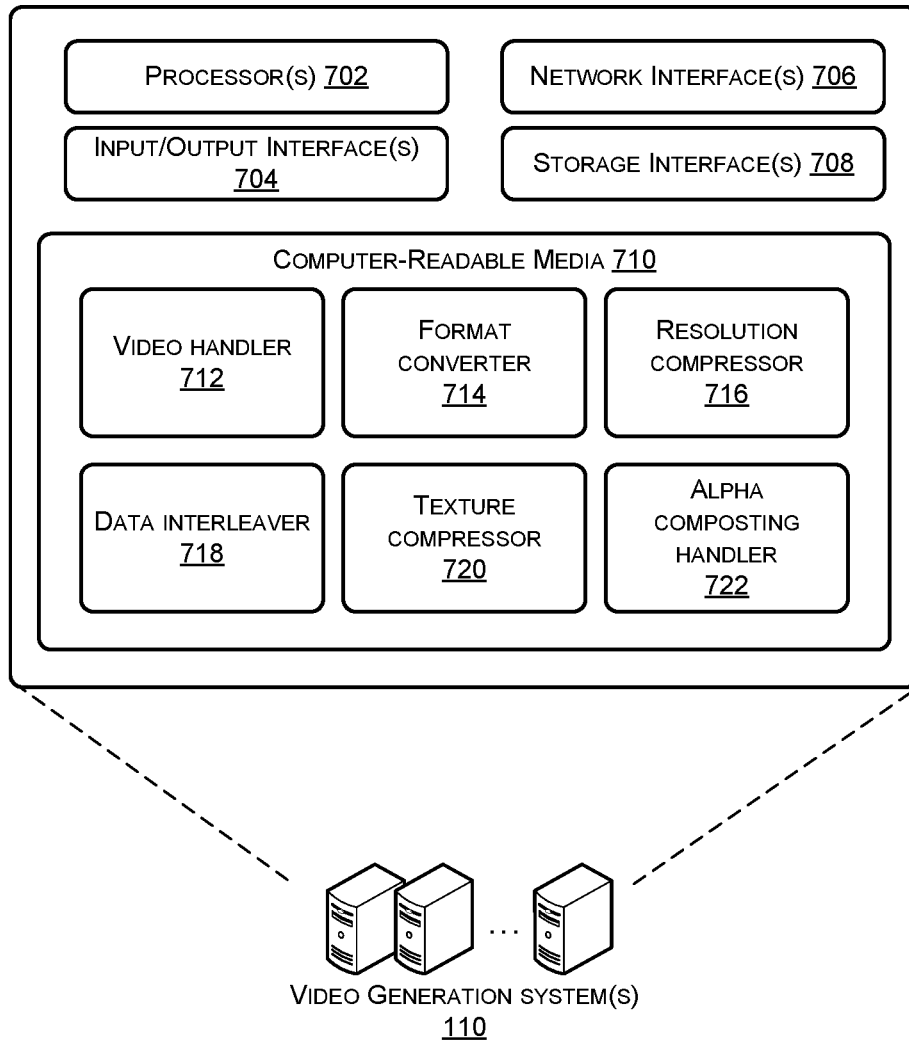 PROCESSOR(S) 702
NETWORK INTERFACE(S) 706
INPUT/OUTPUT INTERFACE(S)
704
STORAGE INTERFACE(S) 708
COMPUTER-READABLE MEDIA 710
VIDEO HANDLER
712
FORMAT
CONVERTER
714
RESOLUTION
COMPRESSOR
716
DATA INTERLEAVER
718
TEXTURE
COMPRESSOR
720
ALPHA
COMPOSTING
HANDLER
722
...
VIDEO GENERATION SYSTEM(S)
110